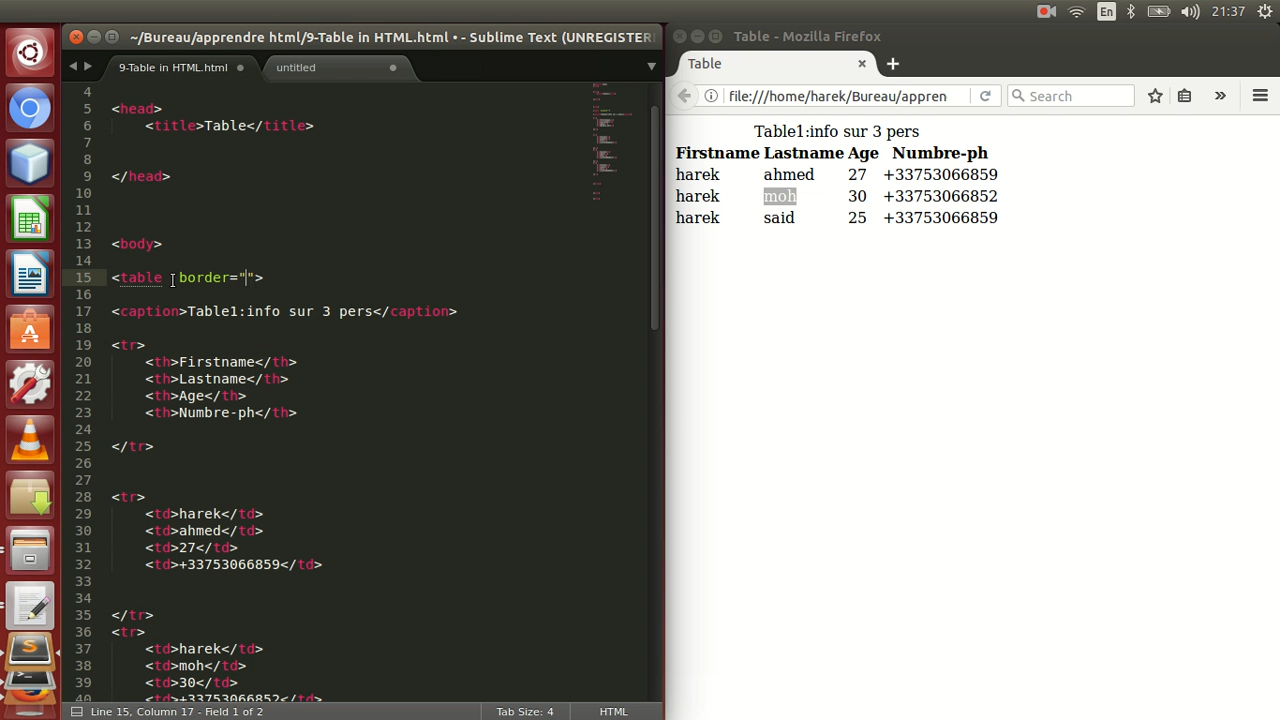 En
21:37
~/Bureau/apprendre html/9-Table in HTML.html • - Sublime Text (UNREGISTER
Table - Mozilla Firefox
9-Table in HTML.html
untitled
Table
file:///home/harek/Bureau/appren
Search
4
5 <head>
6 <title>Table</title>
7
8
9 </head>
10
11
12
13 <body>
14
15 <table border="">
16
17 <caption>Table1:info sur 3 pers</caption>
18
19 <tr>
20 <th>Firstname</th>
21 <th>Lastname</th>
22 <th>Age</th>
23 <th>Numbre-ph</th>
24
25 </tr>
26
27
28 <tr>
29 <td>harek</td>
30 <td>ahmed</td>
31 <td>27</td>
32 <td>+33753066859</td>
33
34
35 </tr>
36 <tr>
37 <td>harek</td>
38 <td>moh</td>
39 <td>30</td>
40 <td>+33753066852</td>
Table1:info sur 3 pers
Firstname Lastname Age Numbre-ph
harek ahmed 27 +33753066859
harek moh 30 +33753066852
harek said 25 +33753066859
Line 15, Column 17 - Field 1 of 2
Tab Size: 4
HTML